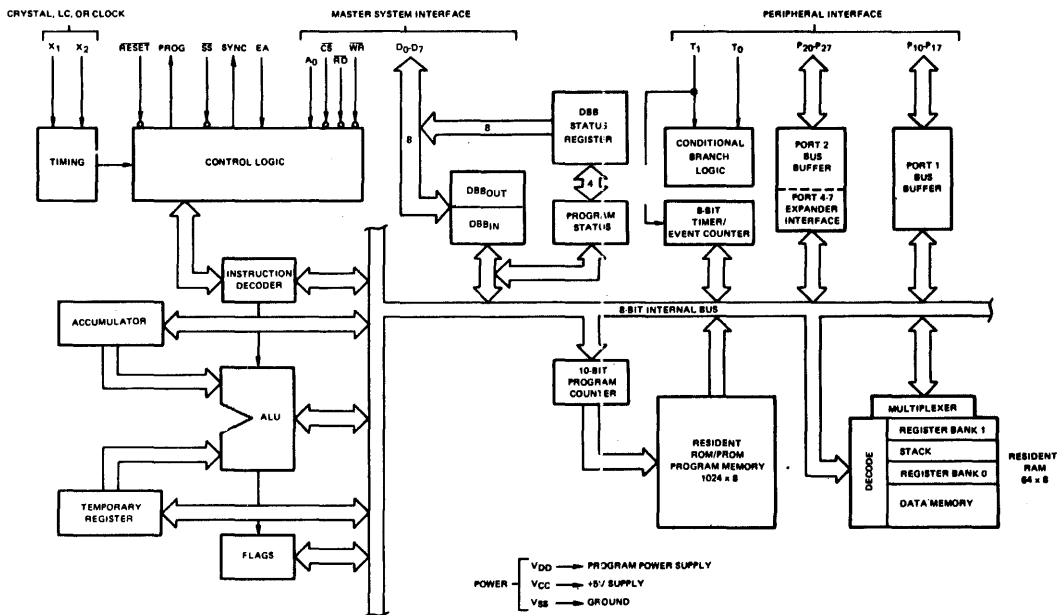 CRYSTAL, LC, OR CLOCK
MASTER SYSTEM INTERFACE
PERIPHERAL INTERFACE
X1 X2
RESET PROG SS SYNC EA
A0 CS RD WR
D0-D7
T1 T0
P20-P27
P10-P17
TIMING
CONTROL LOGIC
8
8
DBB
STATUS
REGISTER
CONDITIONAL
BRANCH
LOGIC
PORT 2
BUS
BUFFER
PORT 4-7
EXPANDER
INTERFACE
PORT 1
BUS
BUFFER
DBBOUT
DBBIN
4
PROGRAM
STATUS
8-BIT
TIMER/
EVENT COUNTER
INSTRUCTION
DECODER
8-BIT INTERNAL BUS
ACCUMULATOR
ALU
10-BIT
PROGRAM
COUNTER
RESIDENT
ROM/PROM
PROGRAM MEMORY
1024 x 8
MULTIPLEXER
DECODE
REGISTER BANK 1
STACK
REGISTER BANK 0
DATA MEMORY
RESIDENT
RAM
64 x 8
TEMPORARY
REGISTER
FLAGS
POWER
VDD PROGRAM POWER SUPPLY
VCC +5V SUPPLY
VSS GROUND